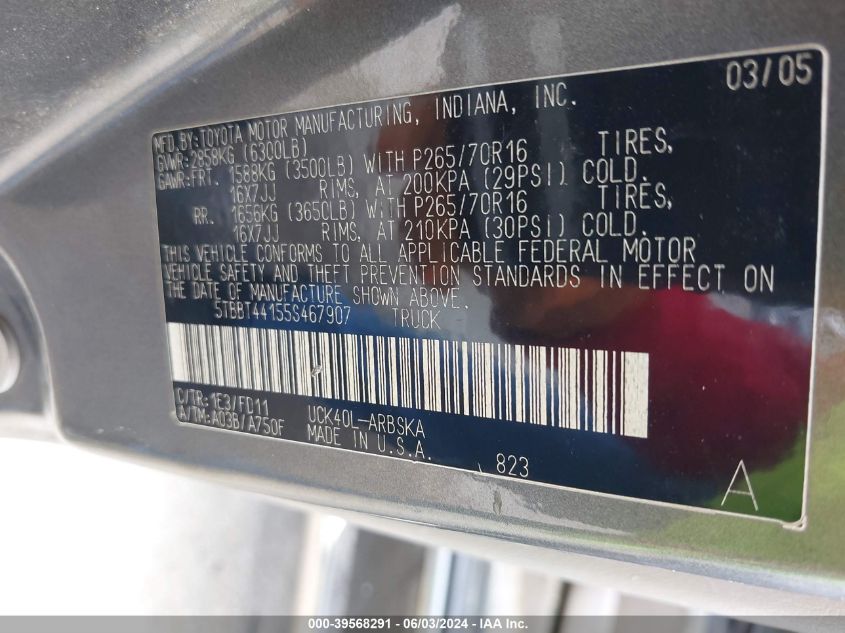 03/05
MFD.BY:TOYOTA MOTOR MANUFACTURING, INDIANA, INC.
GVWR:2858KG (6300LB)
GAWR:FRT. 1588KG (3500LB) WITH P265/70R16 TIRES,
16X7JJ RIMS, AT 200KPA (29PSI) COLD.
RR. 1656KG (3650LB) WITH P265/70R16 TIRES,
16X7JJ RIMS, AT 210KPA (30PSI) COLD.
THIS VEHICLE CONFORMS TO ALL APPLICABLE FEDERAL MOTOR
VEHICLE SAFETY AND THEFT PREVENTION STANDARDS IN EFFECT ON
THE DATE OF MANUFACTURE SHOWN ABOVE.
5TBBT44155S467907 TRUCK
C/TR:1E3/FD11 UCK40L-ARBSKA
A/TM:A03B/A750F MADE IN U.S.A.
823
A
000-39568291 - 06/03/2024 - IAA Inc.